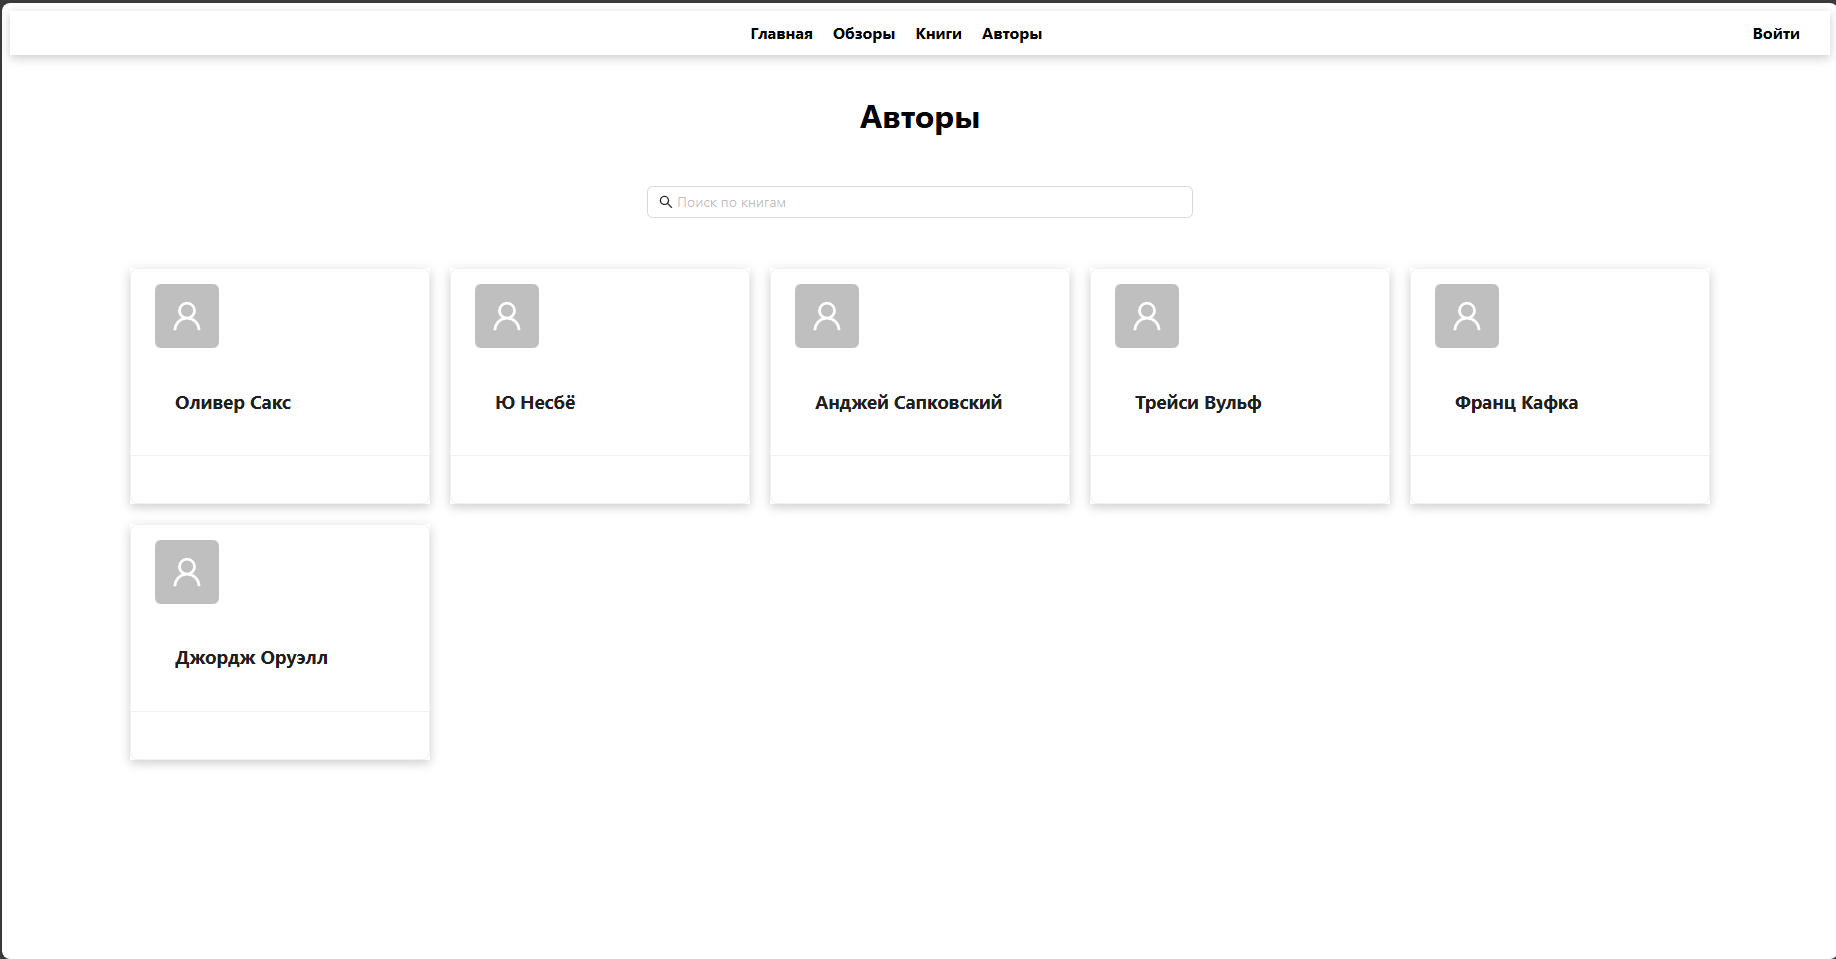 Главная Обзоры Книги Авторы Войти
Авторы
Поиск по книгам
Оливер Сакс
Ю Несбё
Анджей Сапковский
Трейси Вульф
Франц Кафка
Джордж Оруэлл